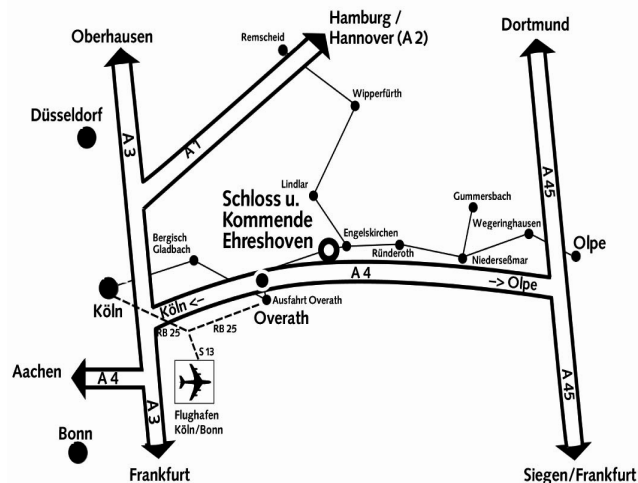 Hamburg /
Hannover (A 2)
Dortmund
Oberhausen
Remscheid
Wipperfürth
Düsseldorf
A 3
A 1
A 45
Lindlar
Schloss u.
Kommende
Ehreshoven
Gummersbach
Wegeringhausen
Engelskirchen
Ründeroth
Niederseßmar
Olpe
Bergisch
Gladbach
A 4
--> Olpe
Köln
Köln <--
Ausfahrt Overath
Overath
RB 25
RB 25
S 13
Aachen
A 4
Flughafen
Köln/Bonn
A 3
A 45
Bonn
Frankfurt
Siegen/Frankfurt